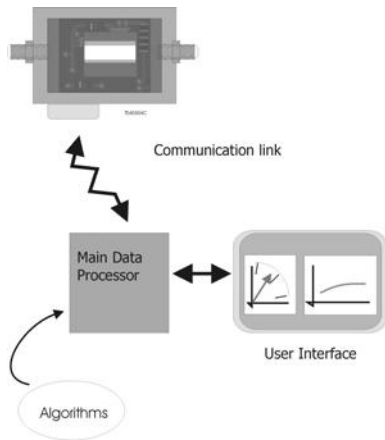 Communication link
Main Data
Processor
User Interface
Algorithms